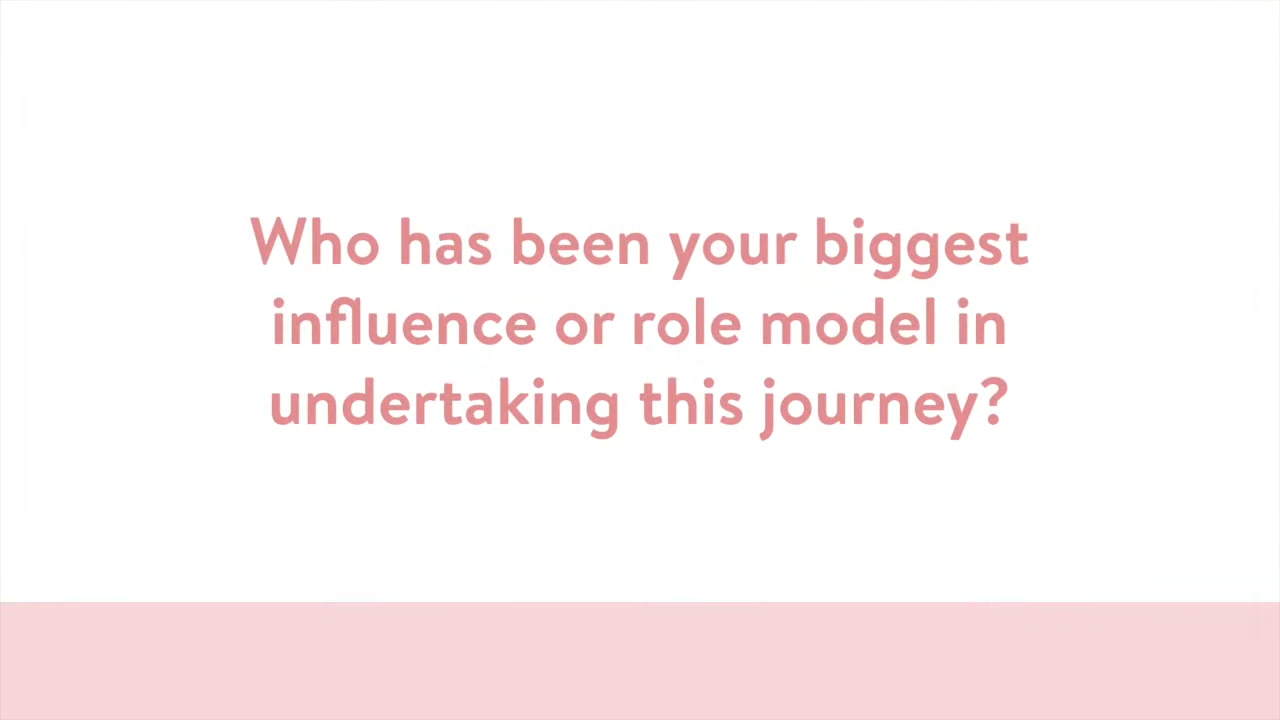 Who has been your biggest
influence or role model in
undertaking this journey?